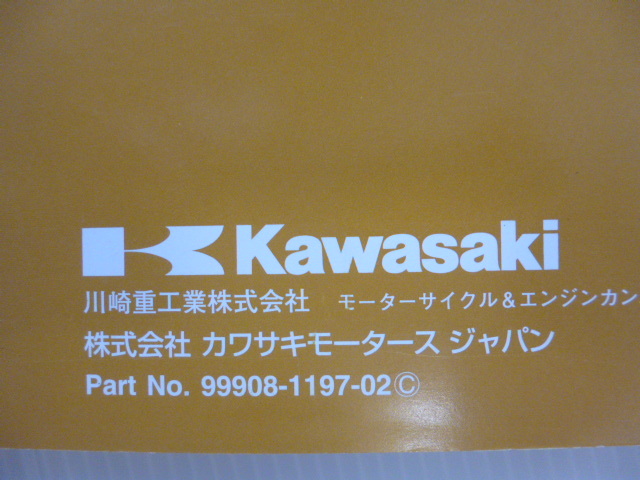 Kawasaki
川崎重工業株式会社 モーターサイクル&エンジンカン
株式会社 カワサキモータース ジャパン
Part No. 99908-1197-02Ⓒ